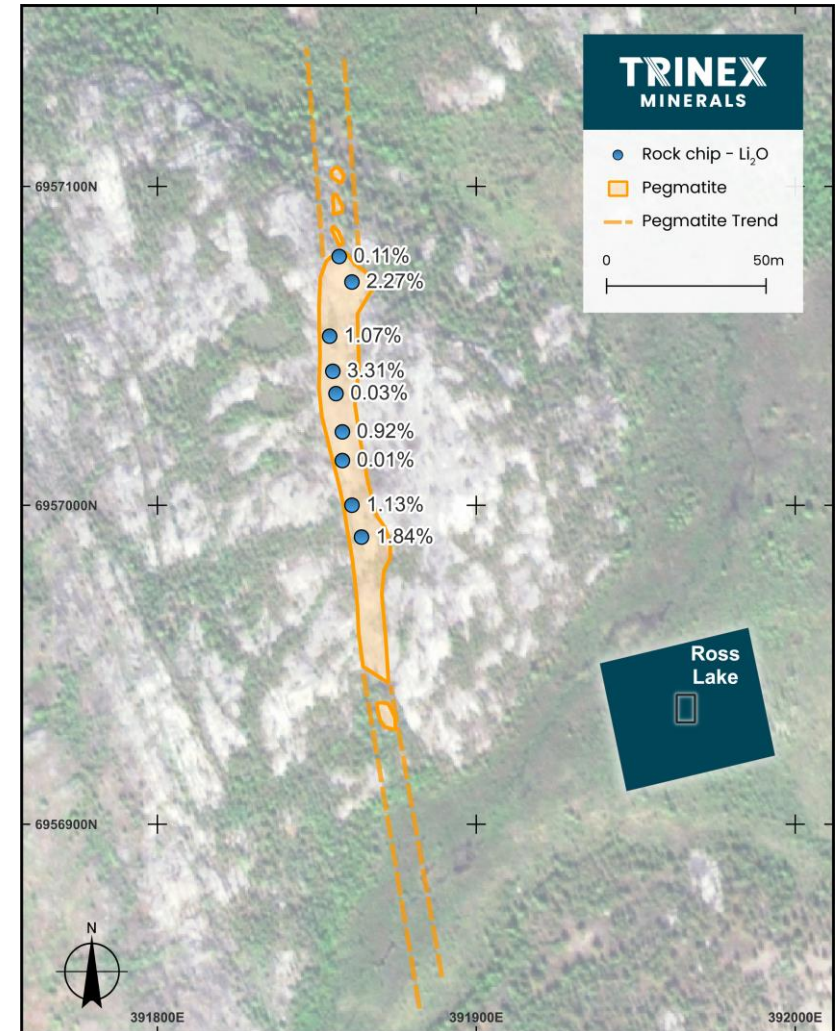 TRINEX
MINERALS
Rock chip - Li₂O
Pegmatite
Pegmatite Trend
0 50m
6957100N
0.11%
2.27%
1.07%
3.31%
0.03%
0.92%
0.01%
6957000N
1.13%
1.84%
Ross
Lake
6956900N
N
391800E 391900E 392000E